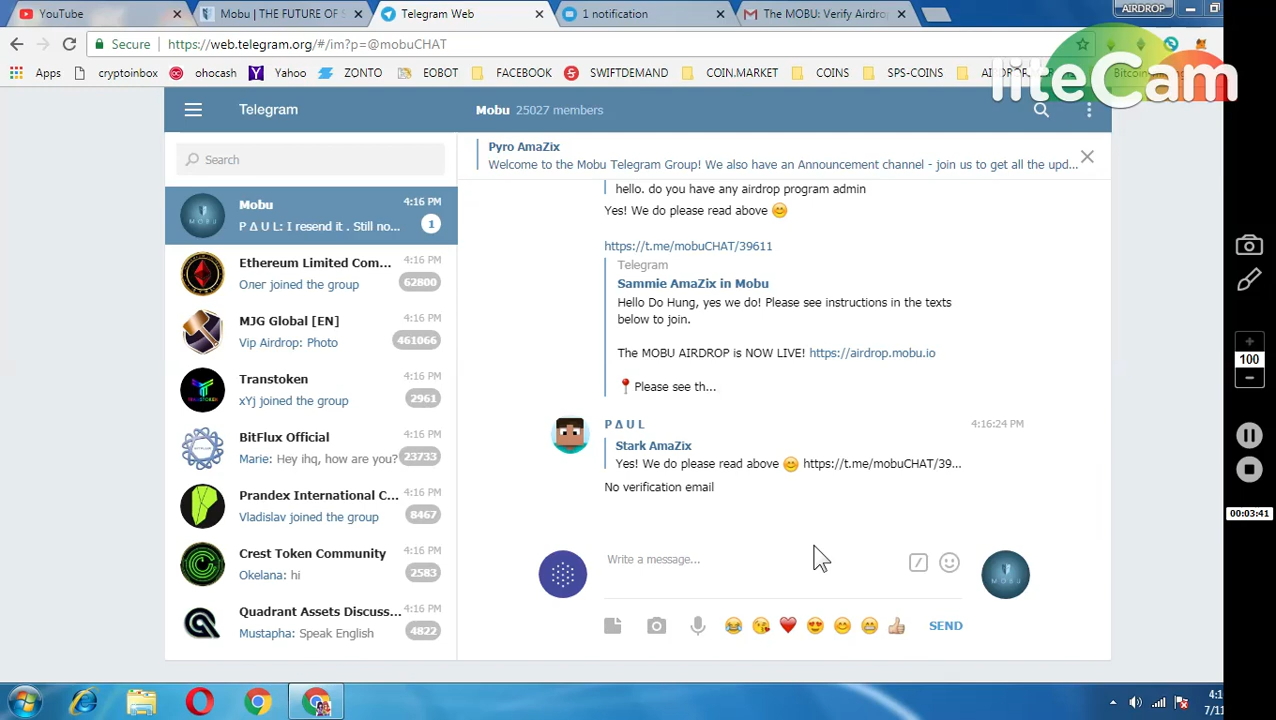 YouTube
Mobu | THE FUTURE OF S
Telegram Web
1 notification
The MOBU: Verify Airdrop
AIRDROP
Secure
https://web.telegram.org/#/im?p=@mobuCHAT
Apps
cryptoinbox
ohocash
Yahoo
ZONTO
EOBOT
FACEBOOK
SWIFTDEMAND
COIN.MARKET
COINS
SPS-COINS
liteCam
Telegram
Mobu 25027 members
Search
Pyro AmaZix
Welcome to the Mobu Telegram Group! We also have an Announcement channel - join us to get all the upd...
Mobu
4:16 PM
P Δ U L: I resend it . Still no...
1
Ethereum Limited Com...
4:16 PM
Олег joined the group
62800
MJG Global [EN]
4:16 PM
Vip Airdrop: Photo
461066
Transtoken
4:16 PM
xYj joined the group
2961
BitFlux Official
4:16 PM
Marie: Hey ihq, how are you?
23733
Prandex International C...
4:16 PM
Vladislav joined the group
8467
Crest Token Community
4:16 PM
Okelana: hi
2583
Quadrant Assets Discuss...
4:16 PM
Mustapha: Speak English
4822
hello. do you have any airdrop program admin
Yes! We do please read above 😊
https://t.me/mobuCHAT/39611
Telegram
Sammie AmaZix in Mobu
Hello Do Hung, yes we do! Please see instructions in the texts
below to join.
The MOBU AIRDROP is NOW LIVE! https://airdrop.mobu.io
📍Please see th...
P Δ U L
4:16:24 PM
Stark AmaZix
Yes! We do please read above 😊 https://t.me/mobuCHAT/39...
No verification email
Write a message...
SEND
100
00:03:41